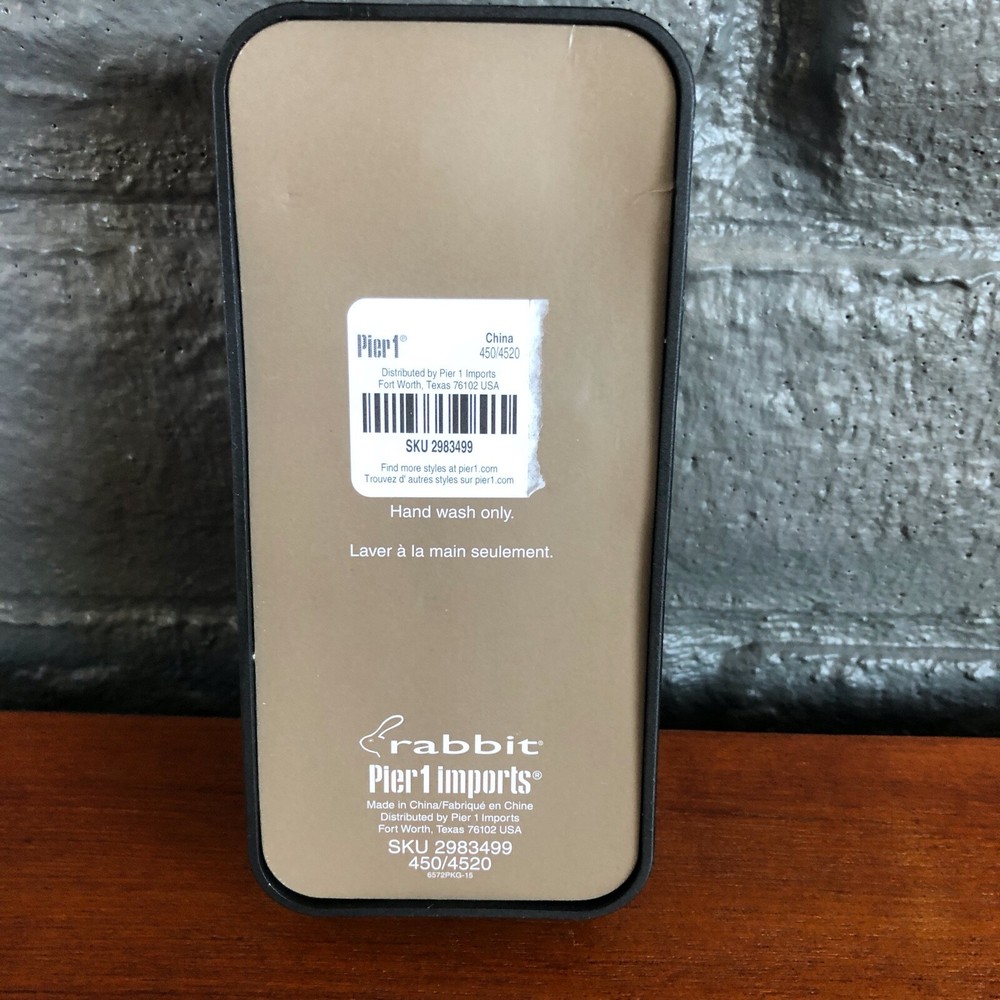 Pier1® China
450/4520
Distributed by Pier 1 Imports
Fort Worth, Texas 76102 USA
SKU 2983499
Find more styles at pier1.com
Trouvez d' autres styles sur pier1.com
Hand wash only.
Laver à la main seulement.
rabbit®
Pier1 imports®
Made in China/Fabriqué en Chine
Distributed by Pier 1 Imports
Fort Worth, Texas 76102 USA
SKU 2983499
450/4520
6572PKG-15